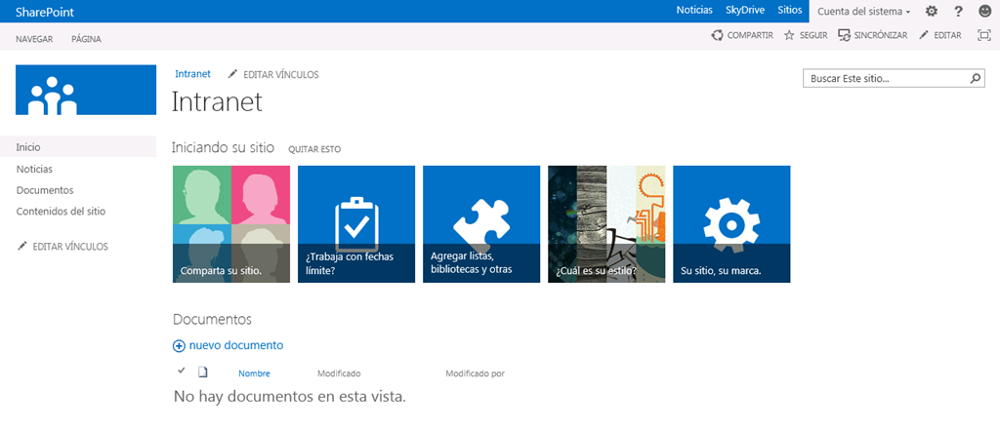 SharePoint
Noticias SkyDrive Sitios Cuenta del sistema ?
NAVEGAR PÁGINA
COMPARTIR SEGUIR SINCRÓNIZAR EDITAR
Intranet EDITAR VÍNCULOS
Buscar Este sitio...
Intranet
Inicio
Noticias
Documentos
Contenidos del sitio
EDITAR VÍNCULOS
Iniciando su sitio QUITAR ESTO
Comparta su sitio.
¿Trabaja con fechas
límite?
Agregar listas,
bibliotecas y otras
¿Cuál es su estilo?
Su sitio, su marca.
Documentos
nuevo documento
Nombre Modificado Modificado por
No hay documentos en esta vista.